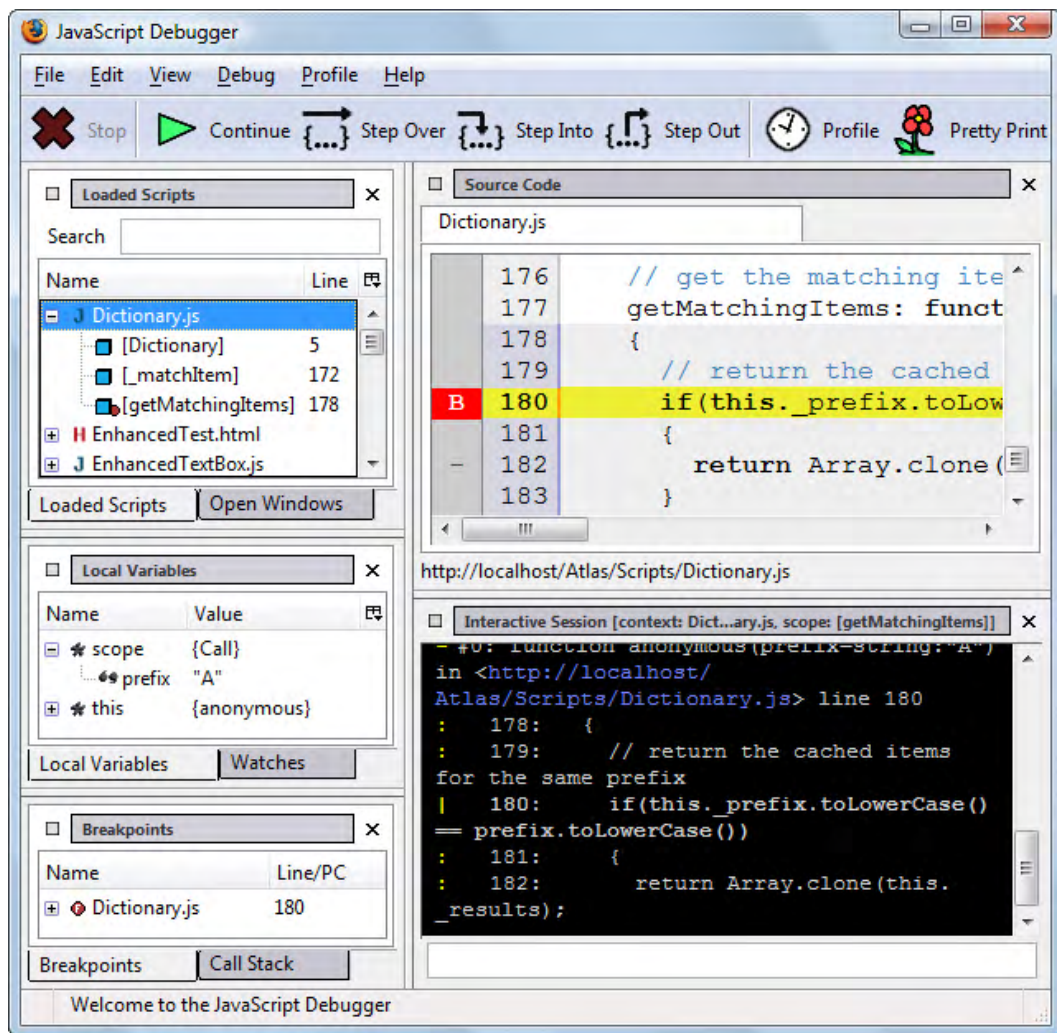 JavaScript Debugger
File Edit View Debug Profile Help
Stop Continue {...} Step Over {...} Step Into {...} Step Out Profile Pretty Print
Loaded Scripts
Search
Name Line
J Dictionary.js
[Dictionary] 5
[_matchItem] 172
[getMatchingItems] 178
H EnhancedTest.html
J EnhancedTextBox.js
Loaded Scripts Open Windows
Local Variables
Name Value
scope {Call}
prefix "A"
this {anonymous}
Local Variables Watches
Breakpoints
Name Line/PC
F Dictionary.js 180
Breakpoints Call Stack
Source Code
Dictionary.js
176 // get the matching ite
177 getMatchingItems: funct
178 {
179 // return the cached
B 180 if(this._prefix.toLow
181 {
– 182 return Array.clone(
183 }
http://localhost/Atlas/Scripts/Dictionary.js
Interactive Session [context: Dict...ary.js, scope: [getMatchingItems]]
– #0: function anonymous(prefix=string:"A")
in <http://localhost/
Atlas/Scripts/Dictionary.js> line 180
: 178: {
: 179: // return the cached items
for the same prefix
| 180: if(this._prefix.toLowerCase()
== prefix.toLowerCase())
: 181: {
: 182: return Array.clone(this.
_results);
Welcome to the JavaScript Debugger